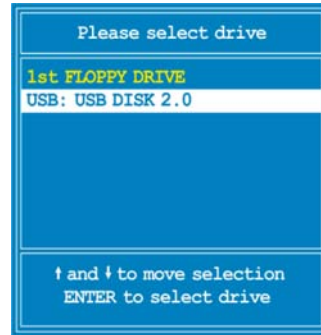 Please select drive
1st FLOPPY DRIVE
USB: USB DISK 2.0
↑ and ↓ to move selection
ENTER to select drive